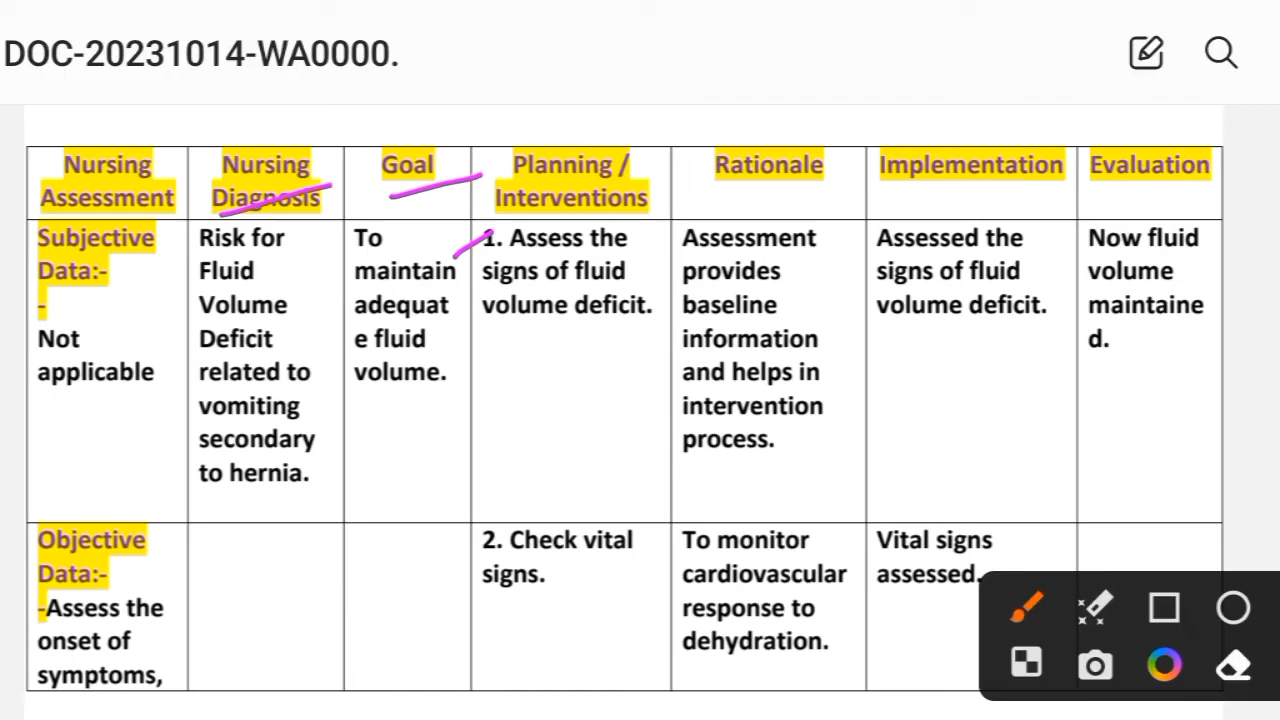 DOC-20231014-WA0000.
Nursing
Assessment
Nursing
Diagnosis
Goal
Planning /
Interventions
Rationale
Implementation
Evaluation
Subjective
Data:-
-
Not
applicable
Risk for
Fluid
Volume
Deficit
related to
vomiting
secondary
to hernia.
To
maintain
adequat
e fluid
volume.
1. Assess the
signs of fluid
volume deficit.
Assessment
provides
baseline
information
and helps in
intervention
process.
Assessed the
signs of fluid
volume deficit.
Now fluid
volume
maintaine
d.
Objective
Data:-
-Assess the
onset of
symptoms,
2. Check vital
signs.
To monitor
cardiovascular
response to
dehydration.
Vital signs
assessed.